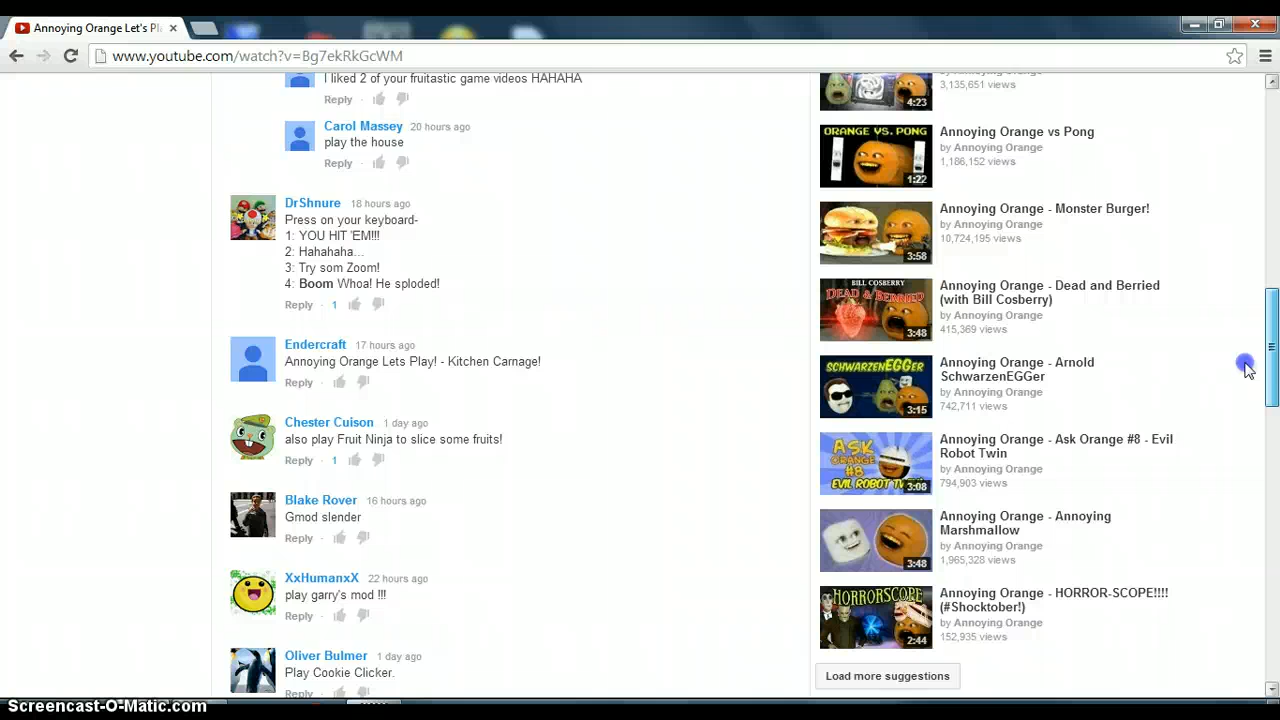 Annoying Orange Let's Pl
www.youtube.com/watch?v=Bg7ekRkGcWM
I liked 2 of your fruitastic game videos HAHAHA
Reply
Carol Massey 20 hours ago
play the house
Reply
DrShnure 18 hours ago
Press on your keyboard-
1: YOU HIT 'EM!!!
2: Hahahaha...
3: Try som Zoom!
4: Boom Whoa! He sploded!
Reply · 1
Endercraft 17 hours ago
Annoying Orange Lets Play! - Kitchen Carnage!
Reply ·
Chester Cuison 1 day ago
also play Fruit Ninja to slice some fruits!
Reply · 1
Blake Rover 16 hours ago
Gmod slender
Reply ·
XxHumanxX 22 hours ago
play garry's mod !!!
Reply ·
Oliver Bulmer 1 day ago
Play Cookie Clicker.
Reply ·
by Annoying Orange
3,135,651 views
4:23
ORANGE VS. PONG
1:22
Annoying Orange vs Pong
by Annoying Orange
1,186,152 views
3:58
Annoying Orange - Monster Burger!
by Annoying Orange
10,724,195 views
BILL COSBERRY
DEAD & BERRIED
3:48
Annoying Orange - Dead and Berried
(with Bill Cosberry)
by Annoying Orange
415,369 views
SCHWARZENEGGER
3:15
Annoying Orange - Arnold
SchwarzenEGGer
by Annoying Orange
742,711 views
ASK
ORANGE
#8
EVIL
3:08
Annoying Orange - Ask Orange #8 - Evil
Robot Twin
by Annoying Orange
794,903 views
3:48
Annoying Orange - Annoying
Marshmallow
by Annoying Orange
1,965,328 views
HORRORSCOPE
2:44
Annoying Orange - HORROR-SCOPE!!!!
(#Shocktober!)
by Annoying Orange
152,935 views
Load more suggestions
Screencast-O-Matic.com